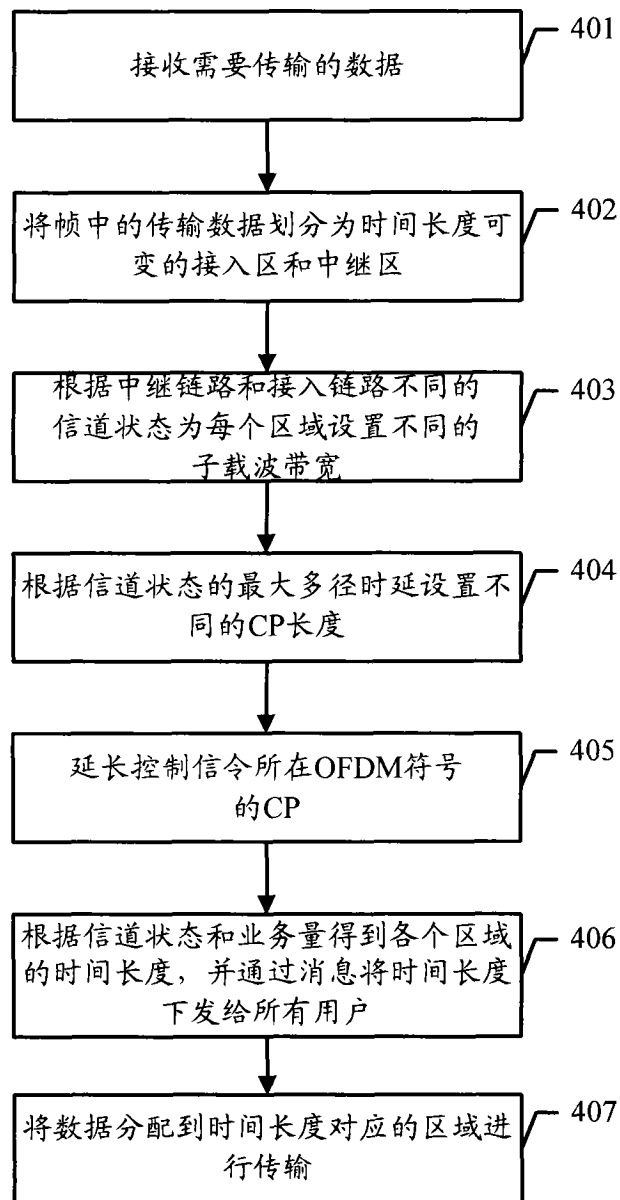 接收需要传输的数据
401
将帧中的传输数据划分为时间长度可
变的接入区和中继区
402
根据中继链路和接入链路不同的
信道状态为每个区域设置不同的
子载波带宽
403
根据信道状态的最大多径时延设置不
同的CP长度
404
延长控制信令所在OFDM符号
的CP
405
根据信道状态和业务量得到各个区域
的时间长度，并通过消息将时间长度
下发给所有用户
406
将数据分配到时间长度对应的区域进
行传输
407